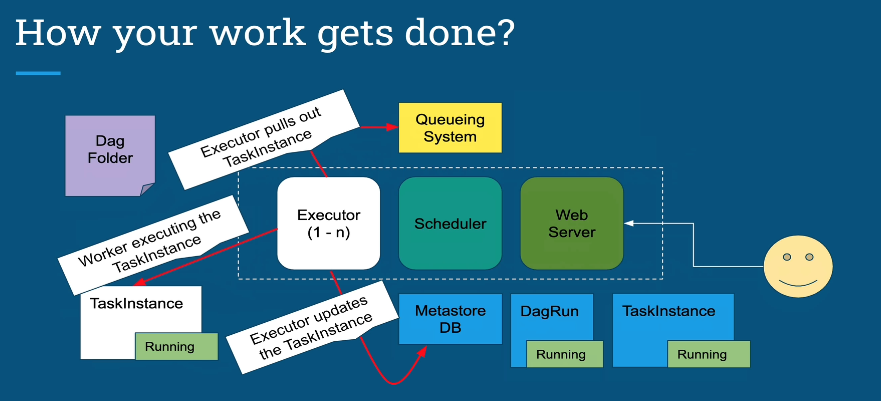 How your work gets done?
Dag
Folder
Executor pulls out
TaskInstance
Queueing
System
Executor
(1 - n)
Scheduler
Web
Server
Worker executing the
TaskInstance
TaskInstance
Running
Executor updates
the TaskInstance
Metastore
DB
DagRun
Running
TaskInstance
Running